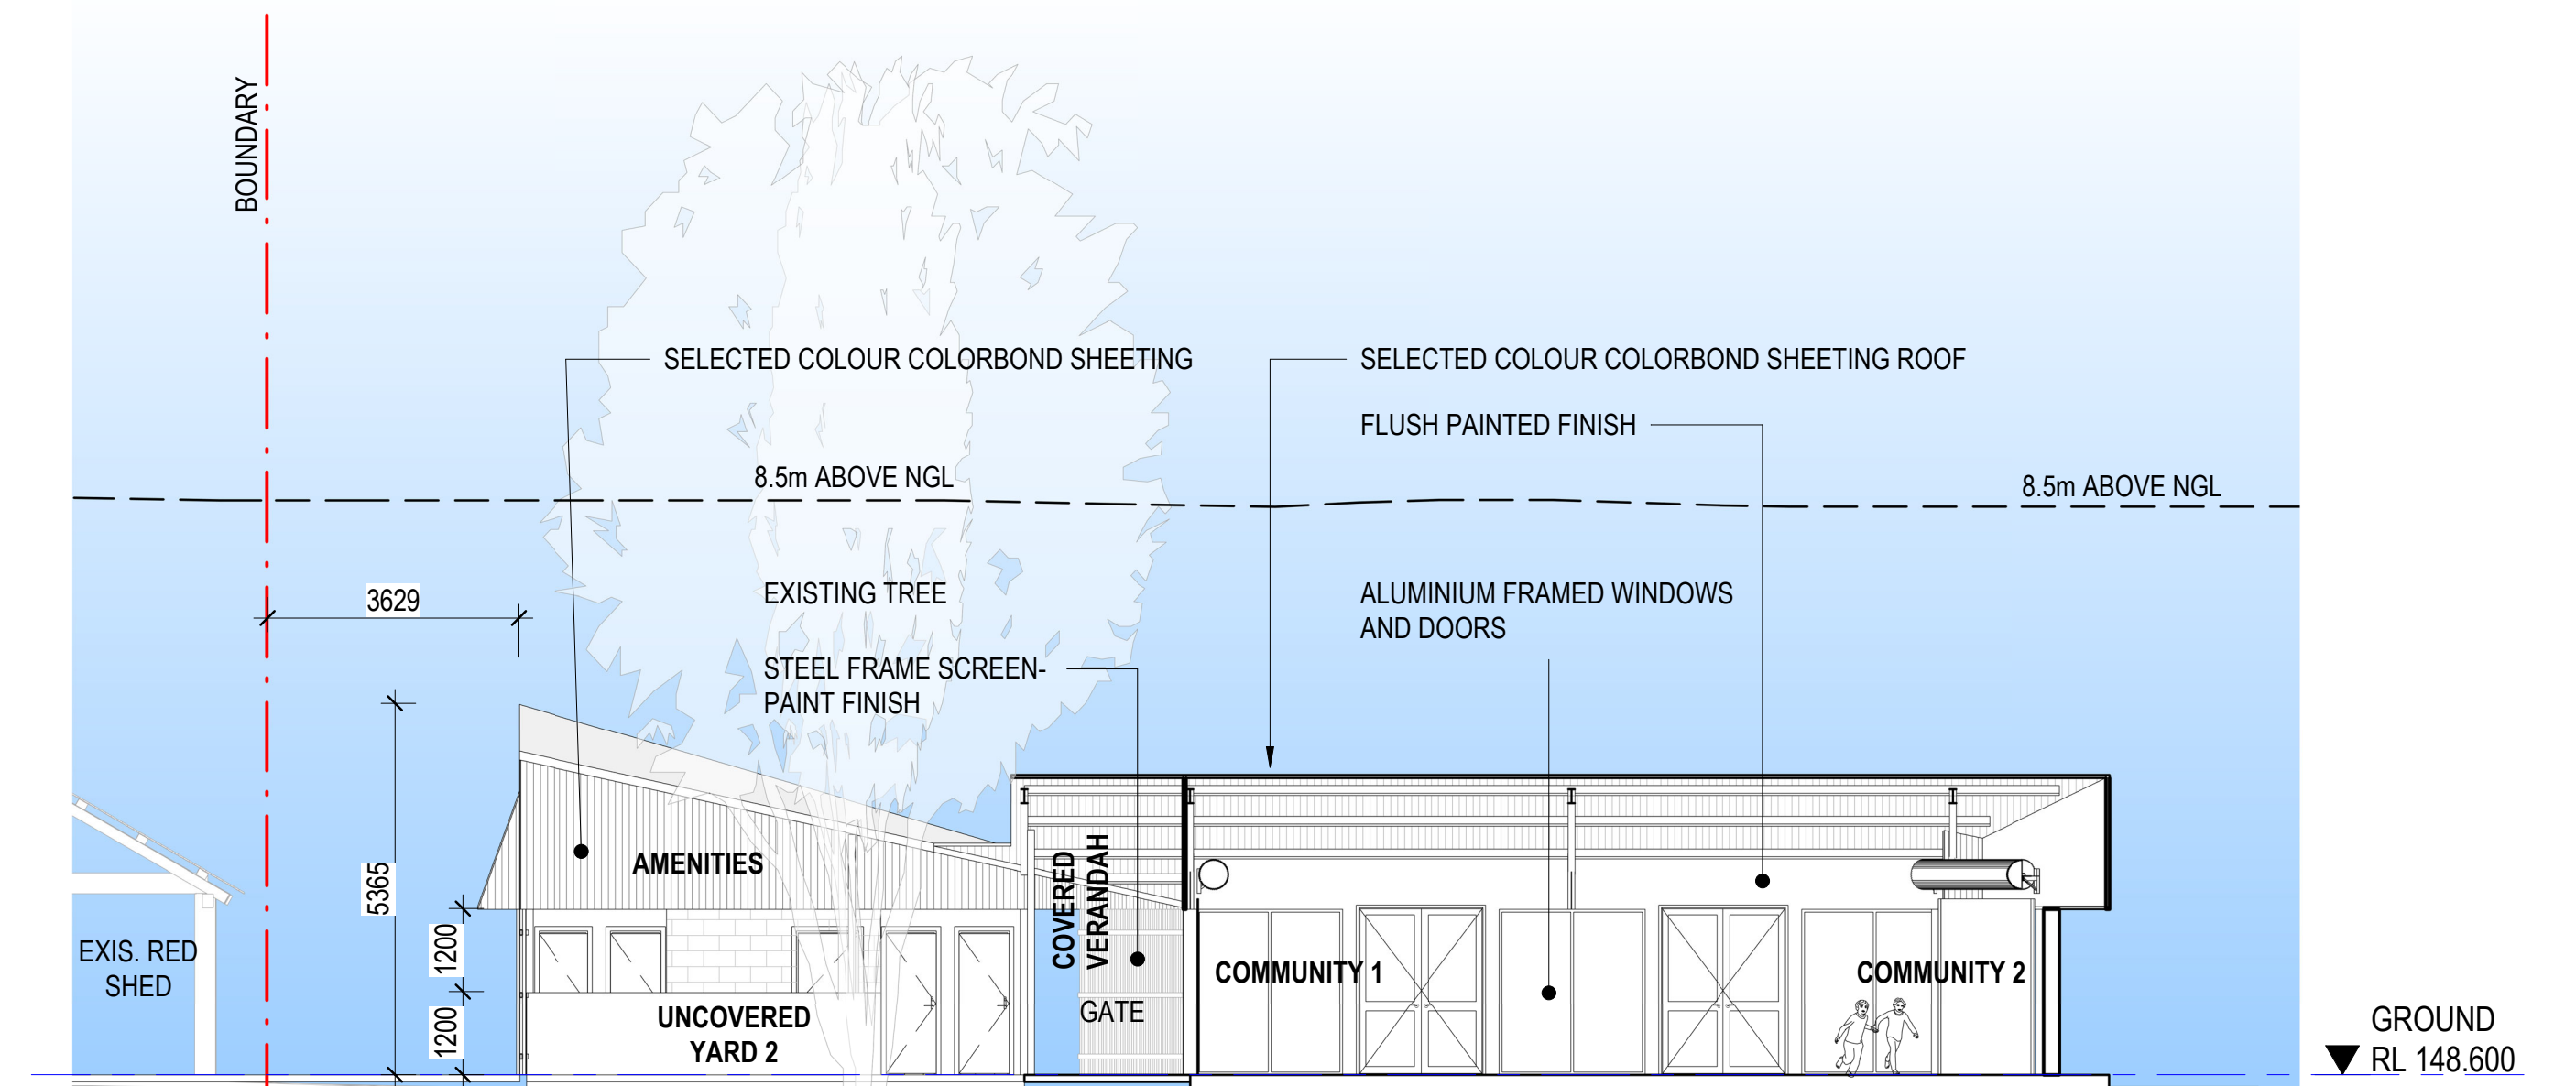 BOUNDARY
SELECTED COLOUR COLORBOND SHEETING
SELECTED COLOUR COLORBOND SHEETING ROOF
FLUSH PAINTED FINISH
8.5m ABOVE NGL
8.5m ABOVE NGL
3629
EXISTING TREE
ALUMINIUM FRAMED WINDOWS
AND DOORS
STEEL FRAME SCREEN-
PAINT FINISH
5365
AMENITIES
COVERED
VERANDAH
1200
1200
EXIS. RED
SHED
UNCOVERED
YARD 2
GATE
COMMUNITY 1
COMMUNITY 2
GROUND
RL 148.600